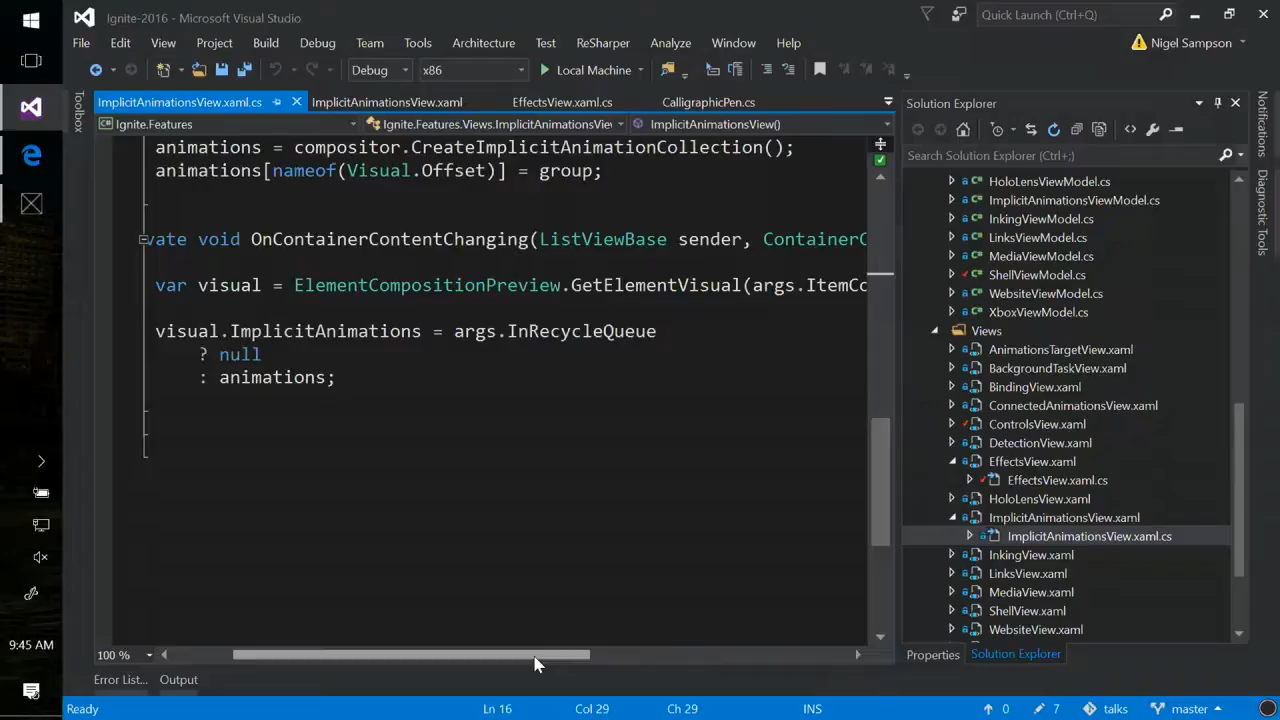 Ignite-2016 - Microsoft Visual Studio
Quick Launch (Ctrl+;)
File Edit View Project Build Debug Team Tools Architecture Test ReSharper Analyze Window Help
Nigel Sampson
Debug x86 Local Machine
Toolbox
ImplicitAnimationsView.xaml.cs ImplicitAnimationsView.xaml EffectsView.xaml.cs CalligraphicPen.cs
Ignite.Features Ignite.Features.Views.ImplicitAnimationsView ImplicitAnimationsView()
animations = compositor.CreateImplicitAnimationCollection();
animations[nameof(Visual.Offset)] = group;
vate void OnContainerContentChanging(ListViewBase sender, ContainerC
var visual = ElementCompositionPreview.GetElementVisual(args.ItemCo
visual.ImplicitAnimations = args.InRecycleQueue
? null
: animations;
100 %
Error List... Output
Solution Explorer
Search Solution Explorer (Ctrl+;)
HoloLensViewModel.cs
ImplicitAnimationsViewModel.cs
InkingViewModel.cs
LinksViewModel.cs
MediaViewModel.cs
ShellViewModel.cs
WebsiteViewModel.cs
XboxViewModel.cs
Views
AnimationsTargetView.xaml
BackgroundTaskView.xaml
BindingView.xaml
ConnectedAnimationsView.xaml
ControlsView.xaml
DetectionView.xaml
EffectsView.xaml
EffectsView.xaml.cs
HoloLensView.xaml
ImplicitAnimationsView.xaml
ImplicitAnimationsView.xaml.cs
InkingView.xaml
LinksView.xaml
MediaView.xaml
ShellView.xaml
WebsiteView.xaml
Properties Solution Explorer
Notifications
Diagnostic Tools
9:45 AM
Ready Ln 16 Col 29 Ch 29 INS 0 7 talks master